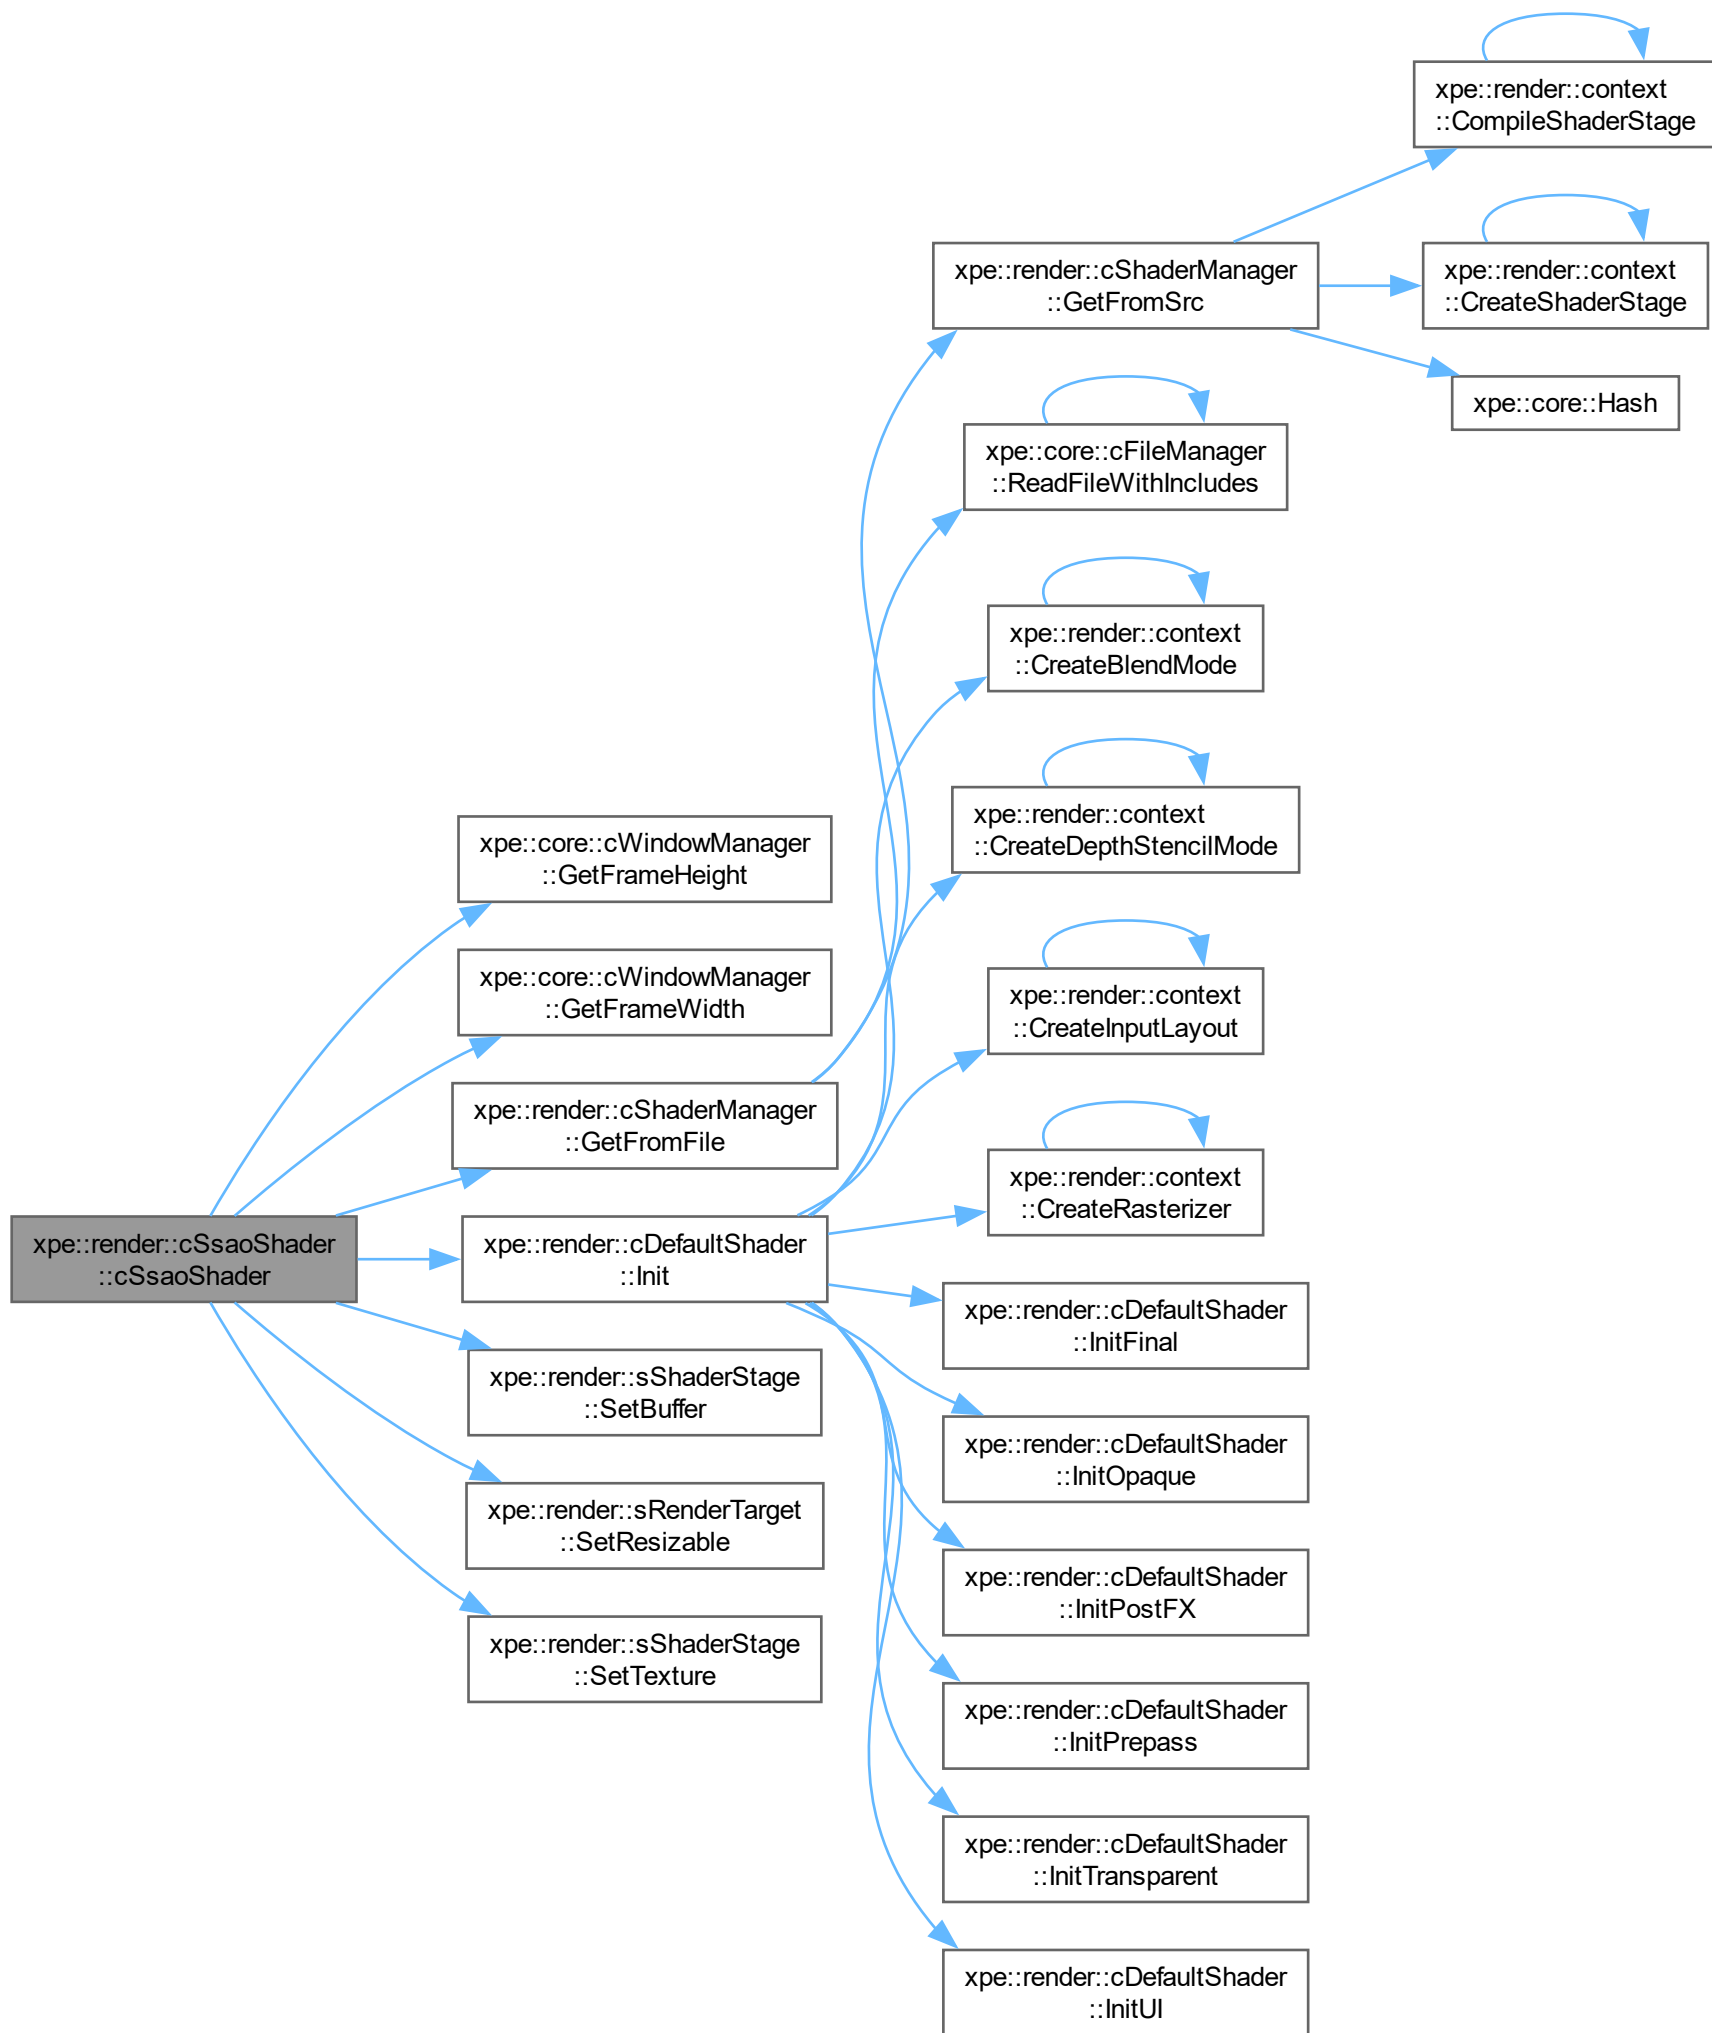 xpe::render::context
::CompileShaderStage
xpe::render::context
::CreateShaderStage
xpe::core::Hash
xpe::render::cShaderManager
::GetFromSrc
xpe::core::cFileManager
::ReadFileWithIncludes
xpe::render::context
::CreateBlendMode
xpe::render::context
::CreateDepthStencilMode
xpe::render::context
::CreateInputLayout
xpe::render::context
::CreateRasterizer
xpe::render::cDefaultShader
::InitFinal
xpe::render::cDefaultShader
::InitOpaque
xpe::render::cDefaultShader
::InitPostFX
xpe::render::cDefaultShader
::InitPrepass
xpe::render::cDefaultShader
::InitTransparent
xpe::render::cDefaultShader
::InitUI
xpe::core::cWindowManager
::GetFrameHeight
xpe::core::cWindowManager
::GetFrameWidth
xpe::render::cShaderManager
::GetFromFile
xpe::render::cDefaultShader
::Init
xpe::render::sShaderStage
::SetBuffer
xpe::render::sRenderTarget
::SetResizable
xpe::render::sShaderStage
::SetTexture
xpe::render::cSsaoShader
::cSsaoShader